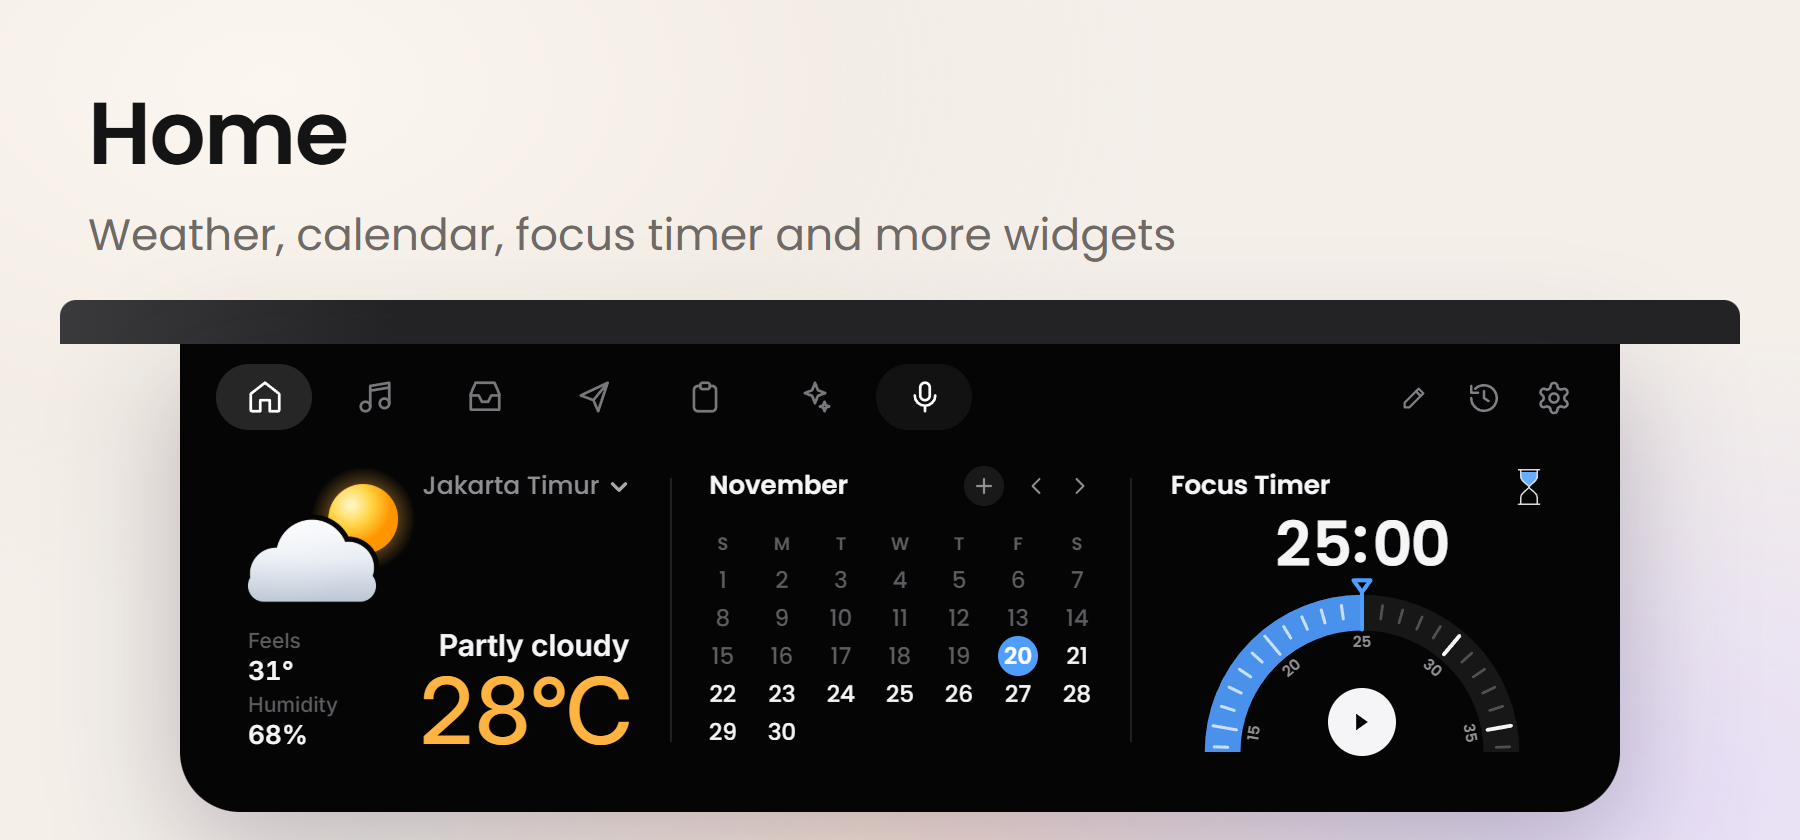 Home
Weather, calendar, focus timer and more widgets
Jakarta Timur
Feels
31°
Humidity
68%
Partly cloudy
28°C
November
S M T W T F S
1 2 3 4 5 6 7
8 9 10 11 12 13 14
15 16 17 18 19 20 21
22 23 24 25 26 27 28
29 30
Focus Timer
25:00
15 20 25 30 35